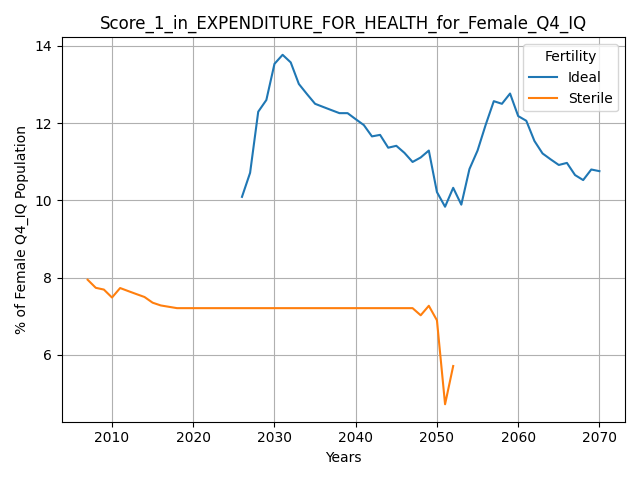 Score_1_in_EXPENDITURE_FOR_HEALTH_for_Female_Q4_IQ
Fertility
Ideal
Sterile
% of Female Q4_IQ Population
14
12
10
8
6
2010 2020 2030 2040 2050 2060 2070
Years